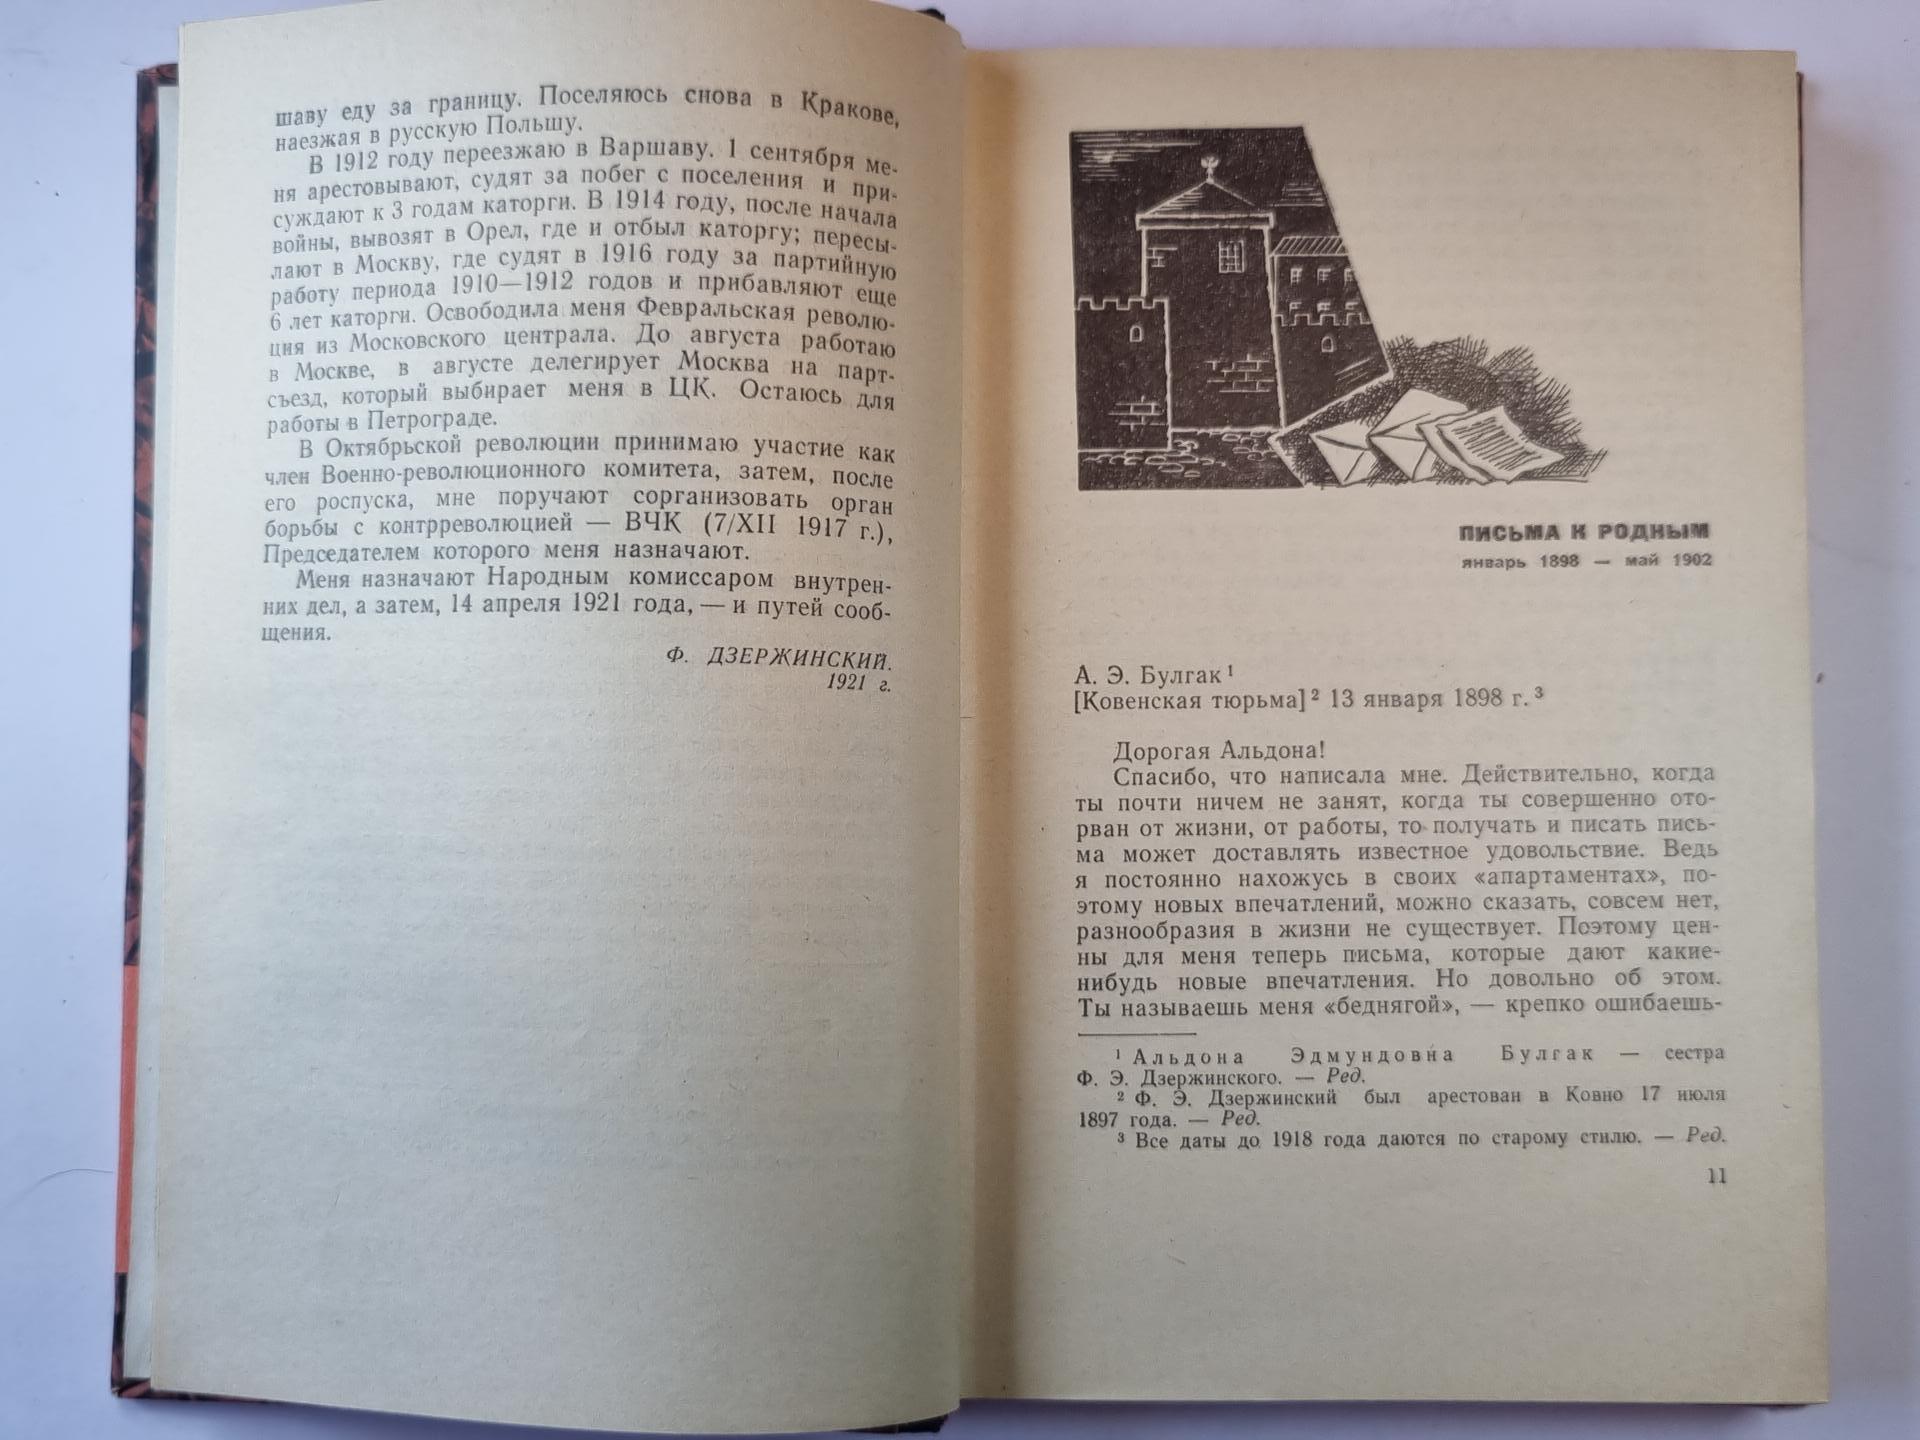 шаву еду за границу. Поселяюсь снова в Кракове,
наезжая в русскую Польшу.
В 1912 году переезжаю в Варшаву. 1 сентября ме-
ня арестовывают, судят за побег с поселения и при-
суждают к 3 годам каторги. В 1914 году, после начала
войны, вывозят в Орел, где и отбыл каторгу; пересы-
лают в Москву, где судят в 1916 году за партийную
работу периода 1910—1912 годов и прибавляют еще
6 лет каторги. Освободила меня Февральская револю-
ция из Московского централа. До августа работаю
в Москве, в августе делегирует Москва на парт-
съезд, который выбирает меня в ЦК. Остаюсь для
работы в Петрограде.
В Октябрьской революции принимаю участие как
член Военно-революционного комитета, затем, после
его роспуска, мне поручают сорганизовать орган
борьбы с контрреволюцией — ВЧК (7/XII 1917 г.),
Председателем которого меня назначают.
Меня назначают Народным комиссаром внутрен-
них дел, а затем, 14 апреля 1921 года, — и путей сооб-
щения.
Ф. ДЗЕРЖИНСКИЙ.
1921 г.
ПИСЬМА К РОДНЫМ
январь 1898 — май 1902
А. Э. Булгак ¹
[Ковенская тюрьма] ² 13 января 1898 г. ³
Дорогая Альдона!
Спасибо, что написала мне. Действительно, когда
ты почти ничем не занят, когда ты совершенно ото-
рван от жизни, от работы, то получать и писать пись-
ма может доставлять известное удовольствие. Ведь
я постоянно нахожусь в своих «апартаментах», по-
этому новых впечатлений, можно сказать, совсем нет,
разнообразия в жизни не существует. Поэтому цен-
ны для меня теперь письма, которые дают какие-
нибудь новые впечатления. Но довольно об этом.
Ты называешь меня «беднягой», — крепко ошибаешь-
¹ Альдона Эдмундовна Булгак — сестра
Ф. Э. Дзержинского. — Ред.
² Ф. Э. Дзержинский был арестован в Ковно 17 июля
1897 года. — Ред.
³ Все даты до 1918 года даются по старому стилю. — Ред.
11